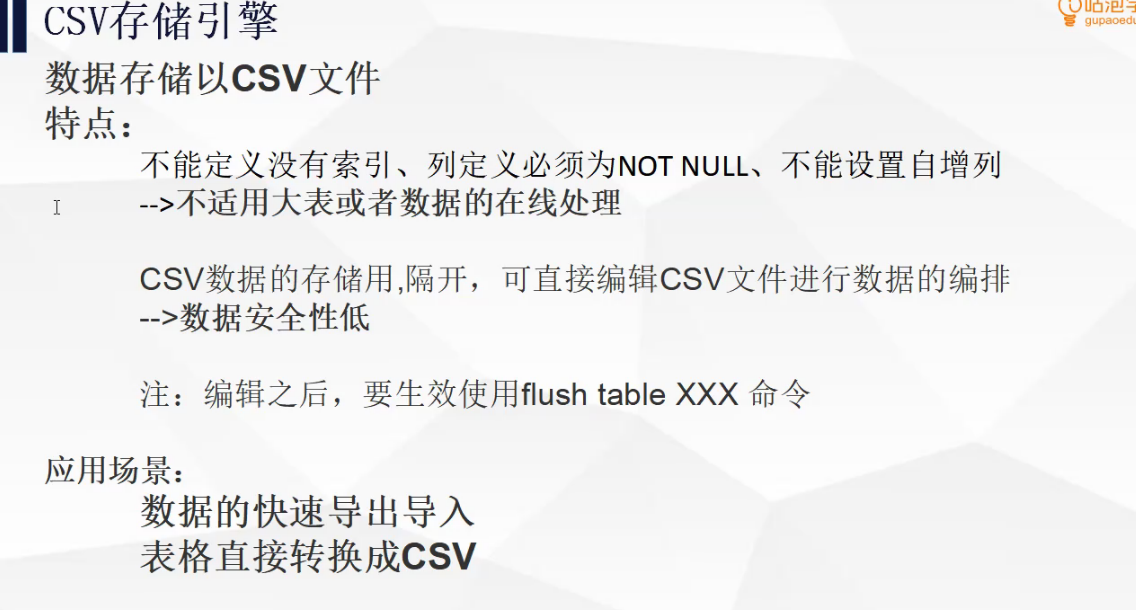 CSV存储引擎
gupaoedu
数据存储以CSV文件
特点：
不能定义没有索引、列定义必须为NOT NULL、不能设置自增列
-->不适用大表或者数据的在线处理
CSV数据的存储用,隔开，可直接编辑CSV文件进行数据的编排
-->数据安全性低
注：编辑之后，要生效使用flush table XXX 命令
应用场景：
数据的快速导出导入
表格直接转换成CSV